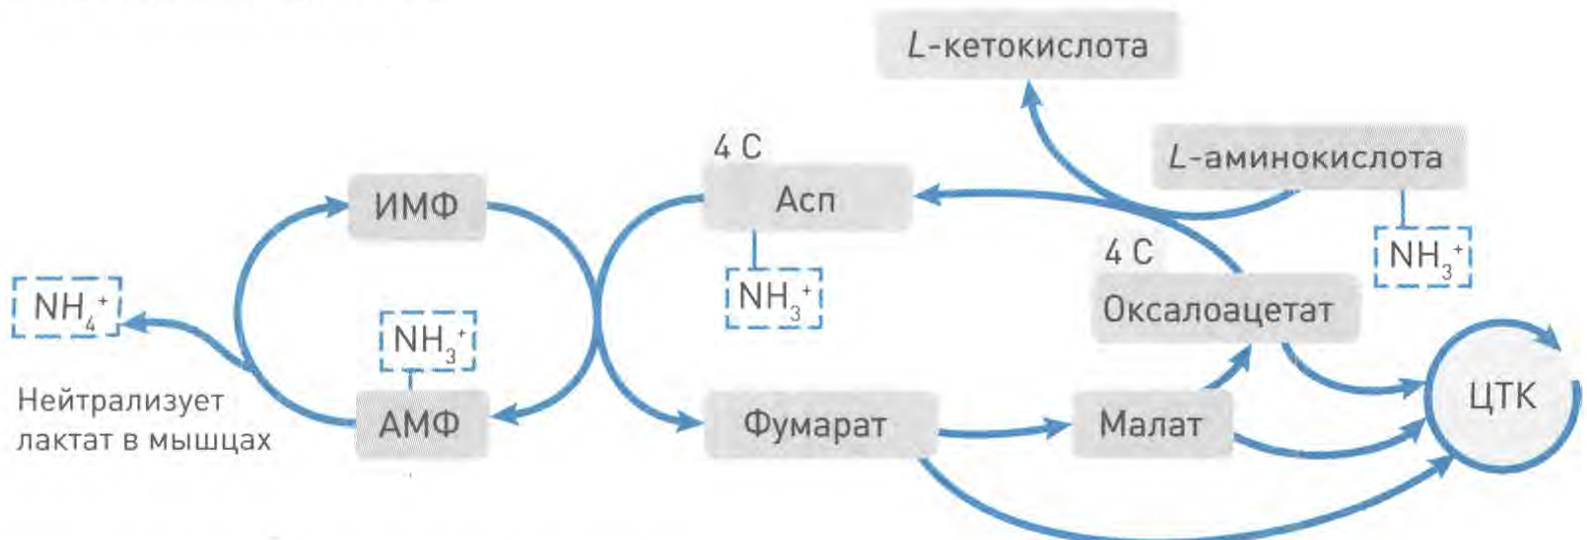 L-кетокислота
4 С
L-аминокислота
ИМФ
Асп
4 С
NH₃⁺
NH₄⁺
NH₃⁺
NH₃⁺
Оксалоацетат
Нейтрализует
лактат в мышцах
АМФ
Фумарат
Малат
ЦТК